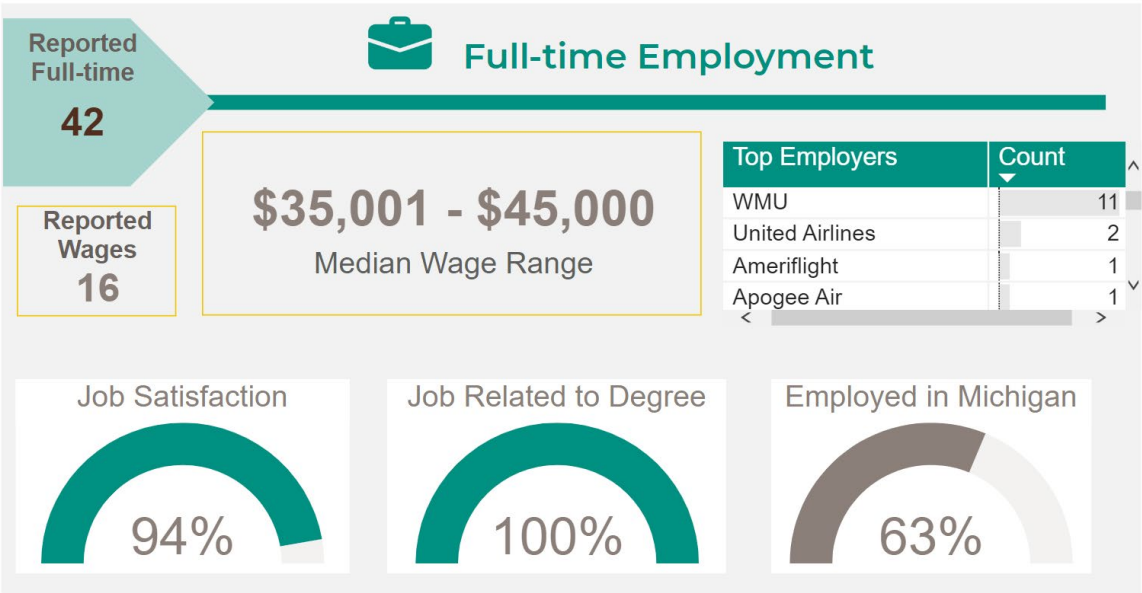 Reported
Full-time
42
Full-time Employment
Reported
Wages
16
$35,001 - $45,000
Median Wage Range
Top Employers Count
WMU 11
United Airlines 2
Ameriflight 1
Apogee Air 1
Job Satisfaction
94%
Job Related to Degree
100%
Employed in Michigan
63%